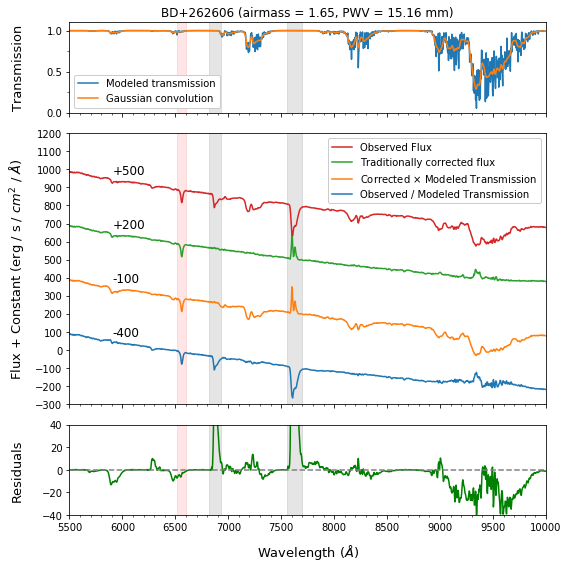 BD+262606 (airmass = 1.65, PWV = 15.16 mm)
Transmission
1.0
0.5
0.0
Modeled transmission
Gaussian convolution
Flux + Constant (erg / s / cm² / Å)
1200
1100
1000
900
800
700
600
500
400
300
200
100
0
−100
−200
−300
Observed Flux
Traditionally corrected flux
Corrected × Modeled Transmission
Observed / Modeled Transmission
+500
+200
-100
-400
Residuals
40
20
0
−20
−40
5500 6000 6500 7000 7500 8000 8500 9000 9500 10000
Wavelength (Å)